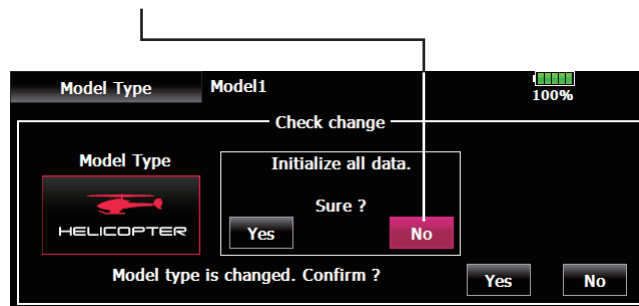 Model Type Model1
100%
Check change
Model Type
Initialize all data.
Sure ?
HELICOPTER
Yes No
Model type is changed. Confirm ? Yes No